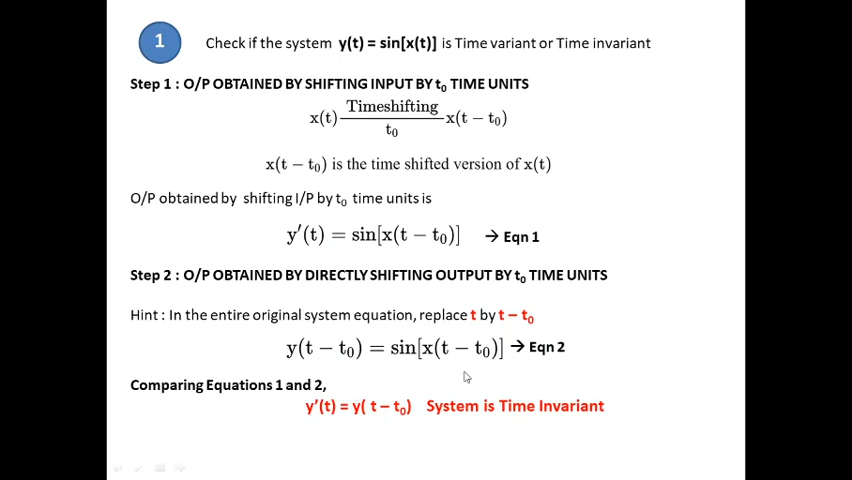 1
Check if the system y(t) = sin[x(t)] is Time variant or Time invariant
Step 1 : O/P OBTAINED BY SHIFTING INPUT BY t₀ TIME UNITS
x(t) Timeshifting t₀ x(t − t₀)
x(t − t₀) is the time shifted version of x(t)
O/P obtained by shifting I/P by t₀ time units is
y′(t) = sin[x(t − t₀)] → Eqn 1
Step 2 : O/P OBTAINED BY DIRECTLY SHIFTING OUTPUT BY t₀ TIME UNITS
Hint : In the entire original system equation, replace t by t − t₀
y(t − t₀) = sin[x(t − t₀)] → Eqn 2
Comparing Equations 1 and 2,
y′(t) = y( t − t₀) System is Time Invariant